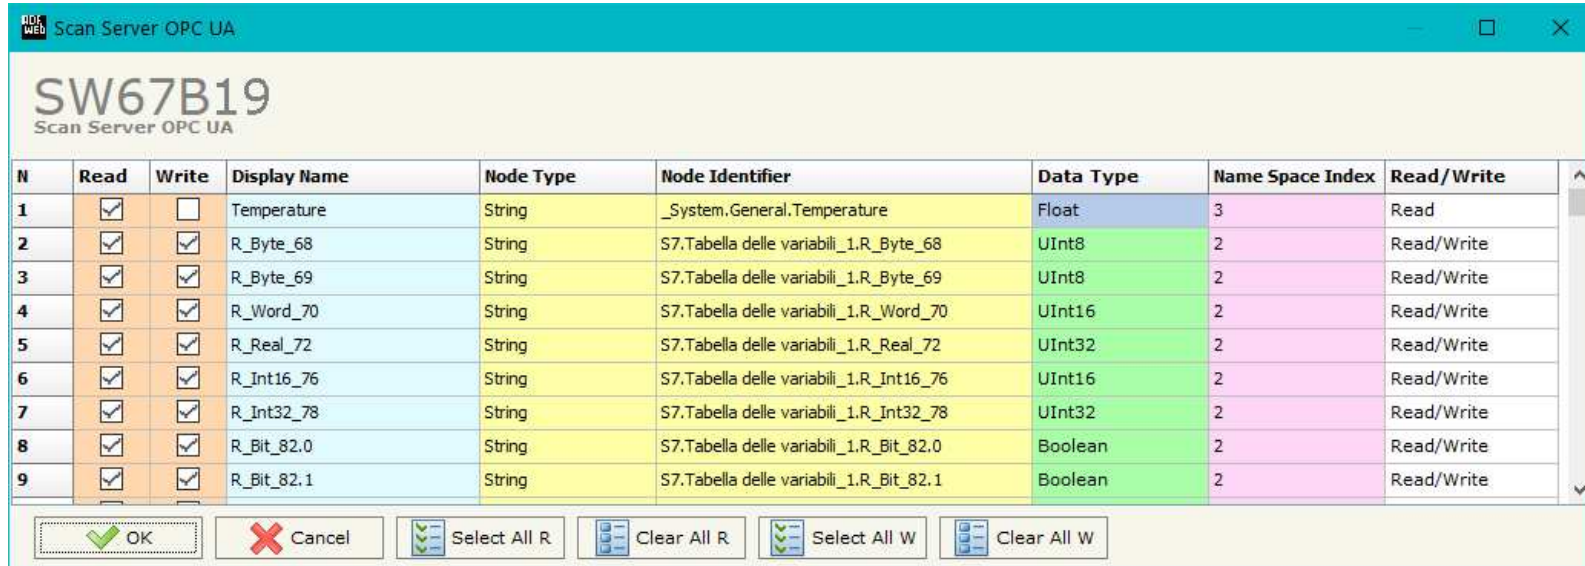 ADF WEB Scan Server OPC UA
SW67B19
Scan Server OPC UA
N Read Write Display Name Node Type Node Identifier Data Type Name Space Index Read/Write
1 Temperature String _System.General.Temperature Float 3 Read
2 R_Byte_68 String S7.Tabella delle variabili_1.R_Byte_68 UInt8 2 Read/Write
3 R_Byte_69 String S7.Tabella delle variabili_1.R_Byte_69 UInt8 2 Read/Write
4 R_Word_70 String S7.Tabella delle variabili_1.R_Word_70 UInt16 2 Read/Write
5 R_Real_72 String S7.Tabella delle variabili_1.R_Real_72 UInt32 2 Read/Write
6 R_Int16_76 String S7.Tabella delle variabili_1.R_Int16_76 UInt16 2 Read/Write
7 R_Int32_78 String S7.Tabella delle variabili_1.R_Int32_78 UInt32 2 Read/Write
8 R_Bit_82.0 String S7.Tabella delle variabili_1.R_Bit_82.0 Boolean 2 Read/Write
9 R_Bit_82.1 String S7.Tabella delle variabili_1.R_Bit_82.1 Boolean 2 Read/Write
OK Cancel Select All R Clear All R Select All W Clear All W